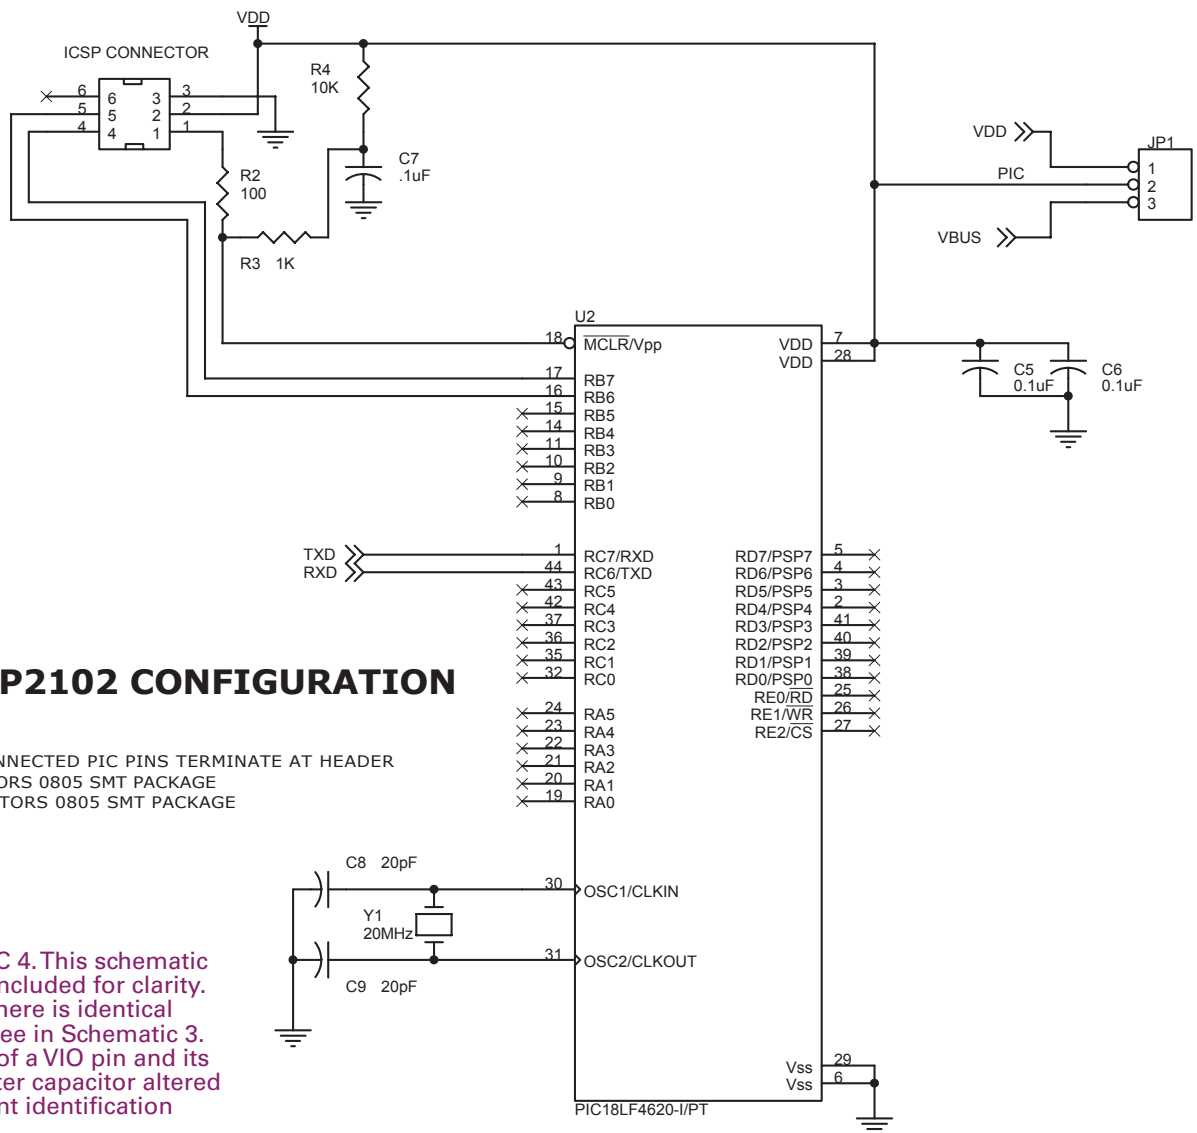 VDD
ICSP CONNECTOR
6 6 3 3
5 5 2 2
4 4 1 1
R4
10K
C7
.1uF
R2
100
R3 1K
VDD
JP1
PIC
1
2
3
VBUS
U2
18 MCLR/Vpp
17 RB7
16 RB6
15 RB5
14 RB4
11 RB3
10 RB2
9 RB1
8 RB0
VDD 7
VDD 28
C5
0.1uF
C6
0.1uF
TXD 1 RC7/RXD
RXD 44 RC6/TXD
43 RC5
42 RC4
37 RC3
36 RC2
35 RC1
32 RC0
RD7/PSP7 5
RD6/PSP6 4
RD5/PSP5 3
RD4/PSP4 2
RD3/PSP3 41
RD2/PSP2 40
RD1/PSP1 39
RD0/PSP0 38
RE0/RD 25
RE1/WR 26
RE2/CS 27
24 RA5
23 RA4
22 RA3
21 RA2
20 RA1
19 RA0
P2102 CONFIGURATION
NNECTED PIC PINS TERMINATE AT HEADER
ORS 0805 SMT PACKAGE
TORS 0805 SMT PACKAGE
C8 20pF
30 OSC1/CLKIN
Y1
20MHz
31 OSC2/CLKOUT
C9 20pF
C 4. This schematic
ncluded for clarity.
here is identical
ee in Schematic 3.
of a VIO pin and its
ter capacitor altered
nt identification
Vss 29
Vss 6
PIC18LF4620-I/PT